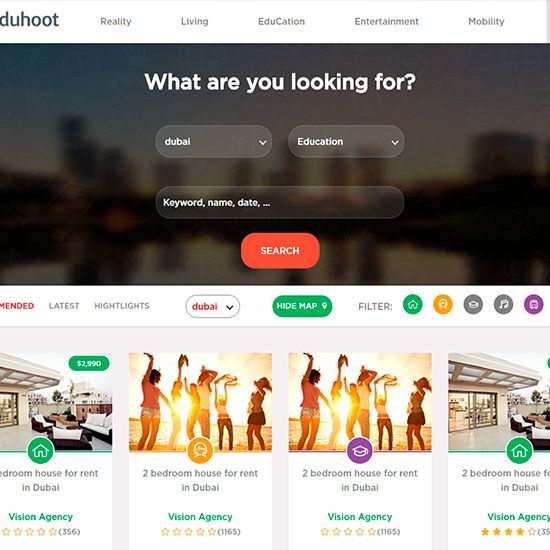 duhoot
Reality Living EduCation Entertainment Mobility
What are you looking for?
dubai Education
Keyword, name, date, ...
SEARCH
MENDED LATEST HIGHTLIGHTS dubai HIDE MAP FILTER:
$2,990
edroom house for rent
in Dubai
Vision Agency
(356)
2 bedroom house for rent
in Dubai
Vision Agency
(1165)
2 bedroom house for rent
in Dubai
Vision Agency
(1165)
2 bedroom house for
in Dubai
Vision Agency
(35